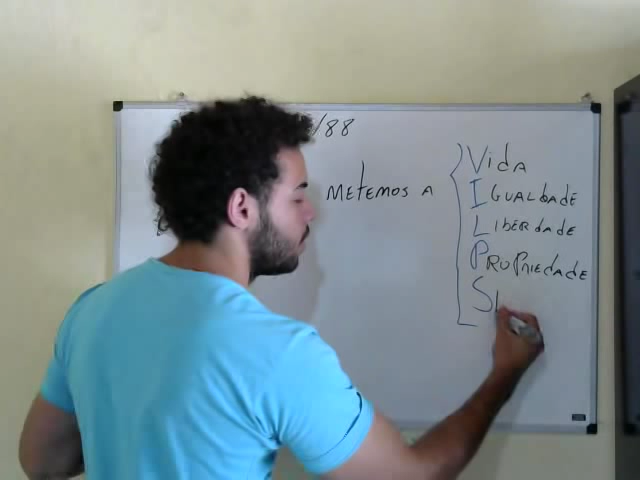 /88
METEMOS A
Vida
IGUALDADE
LIBERDADE
PROPRIEDADE
S